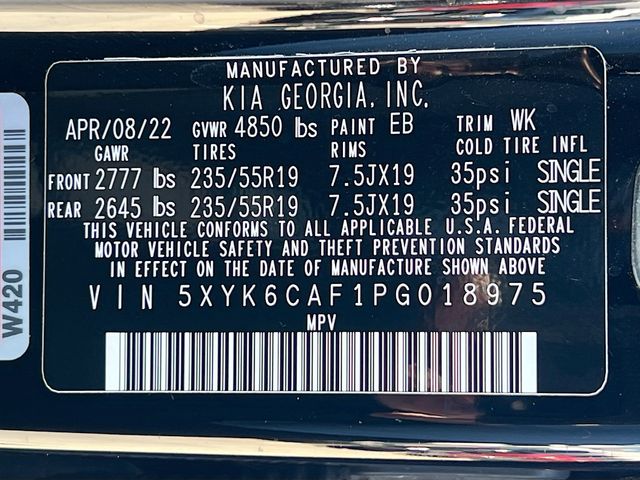 MANUFACTURED BY
KIA GEORGIA, INC.
APR/08/22 GVWR 4850 lbs PAINT EB TRIM WK
GAWR TIRES RIMS COLD TIRE INFL
FRONT 2777 lbs 235/55R19 7.5JX19 35psi SINGLE
REAR 2645 lbs 235/55R19 7.5JX19 35psi SINGLE
THIS VEHICLE CONFORMS TO ALL APPLICABLE U.S.A. FEDERAL
MOTOR VEHICLE SAFETY AND THEFT PREVENTION STANDARDS
IN EFFECT ON THE DATE OF MANUFACTURE SHOWN ABOVE
VIN 5XYK6CAF1PG018975
MPV
W420